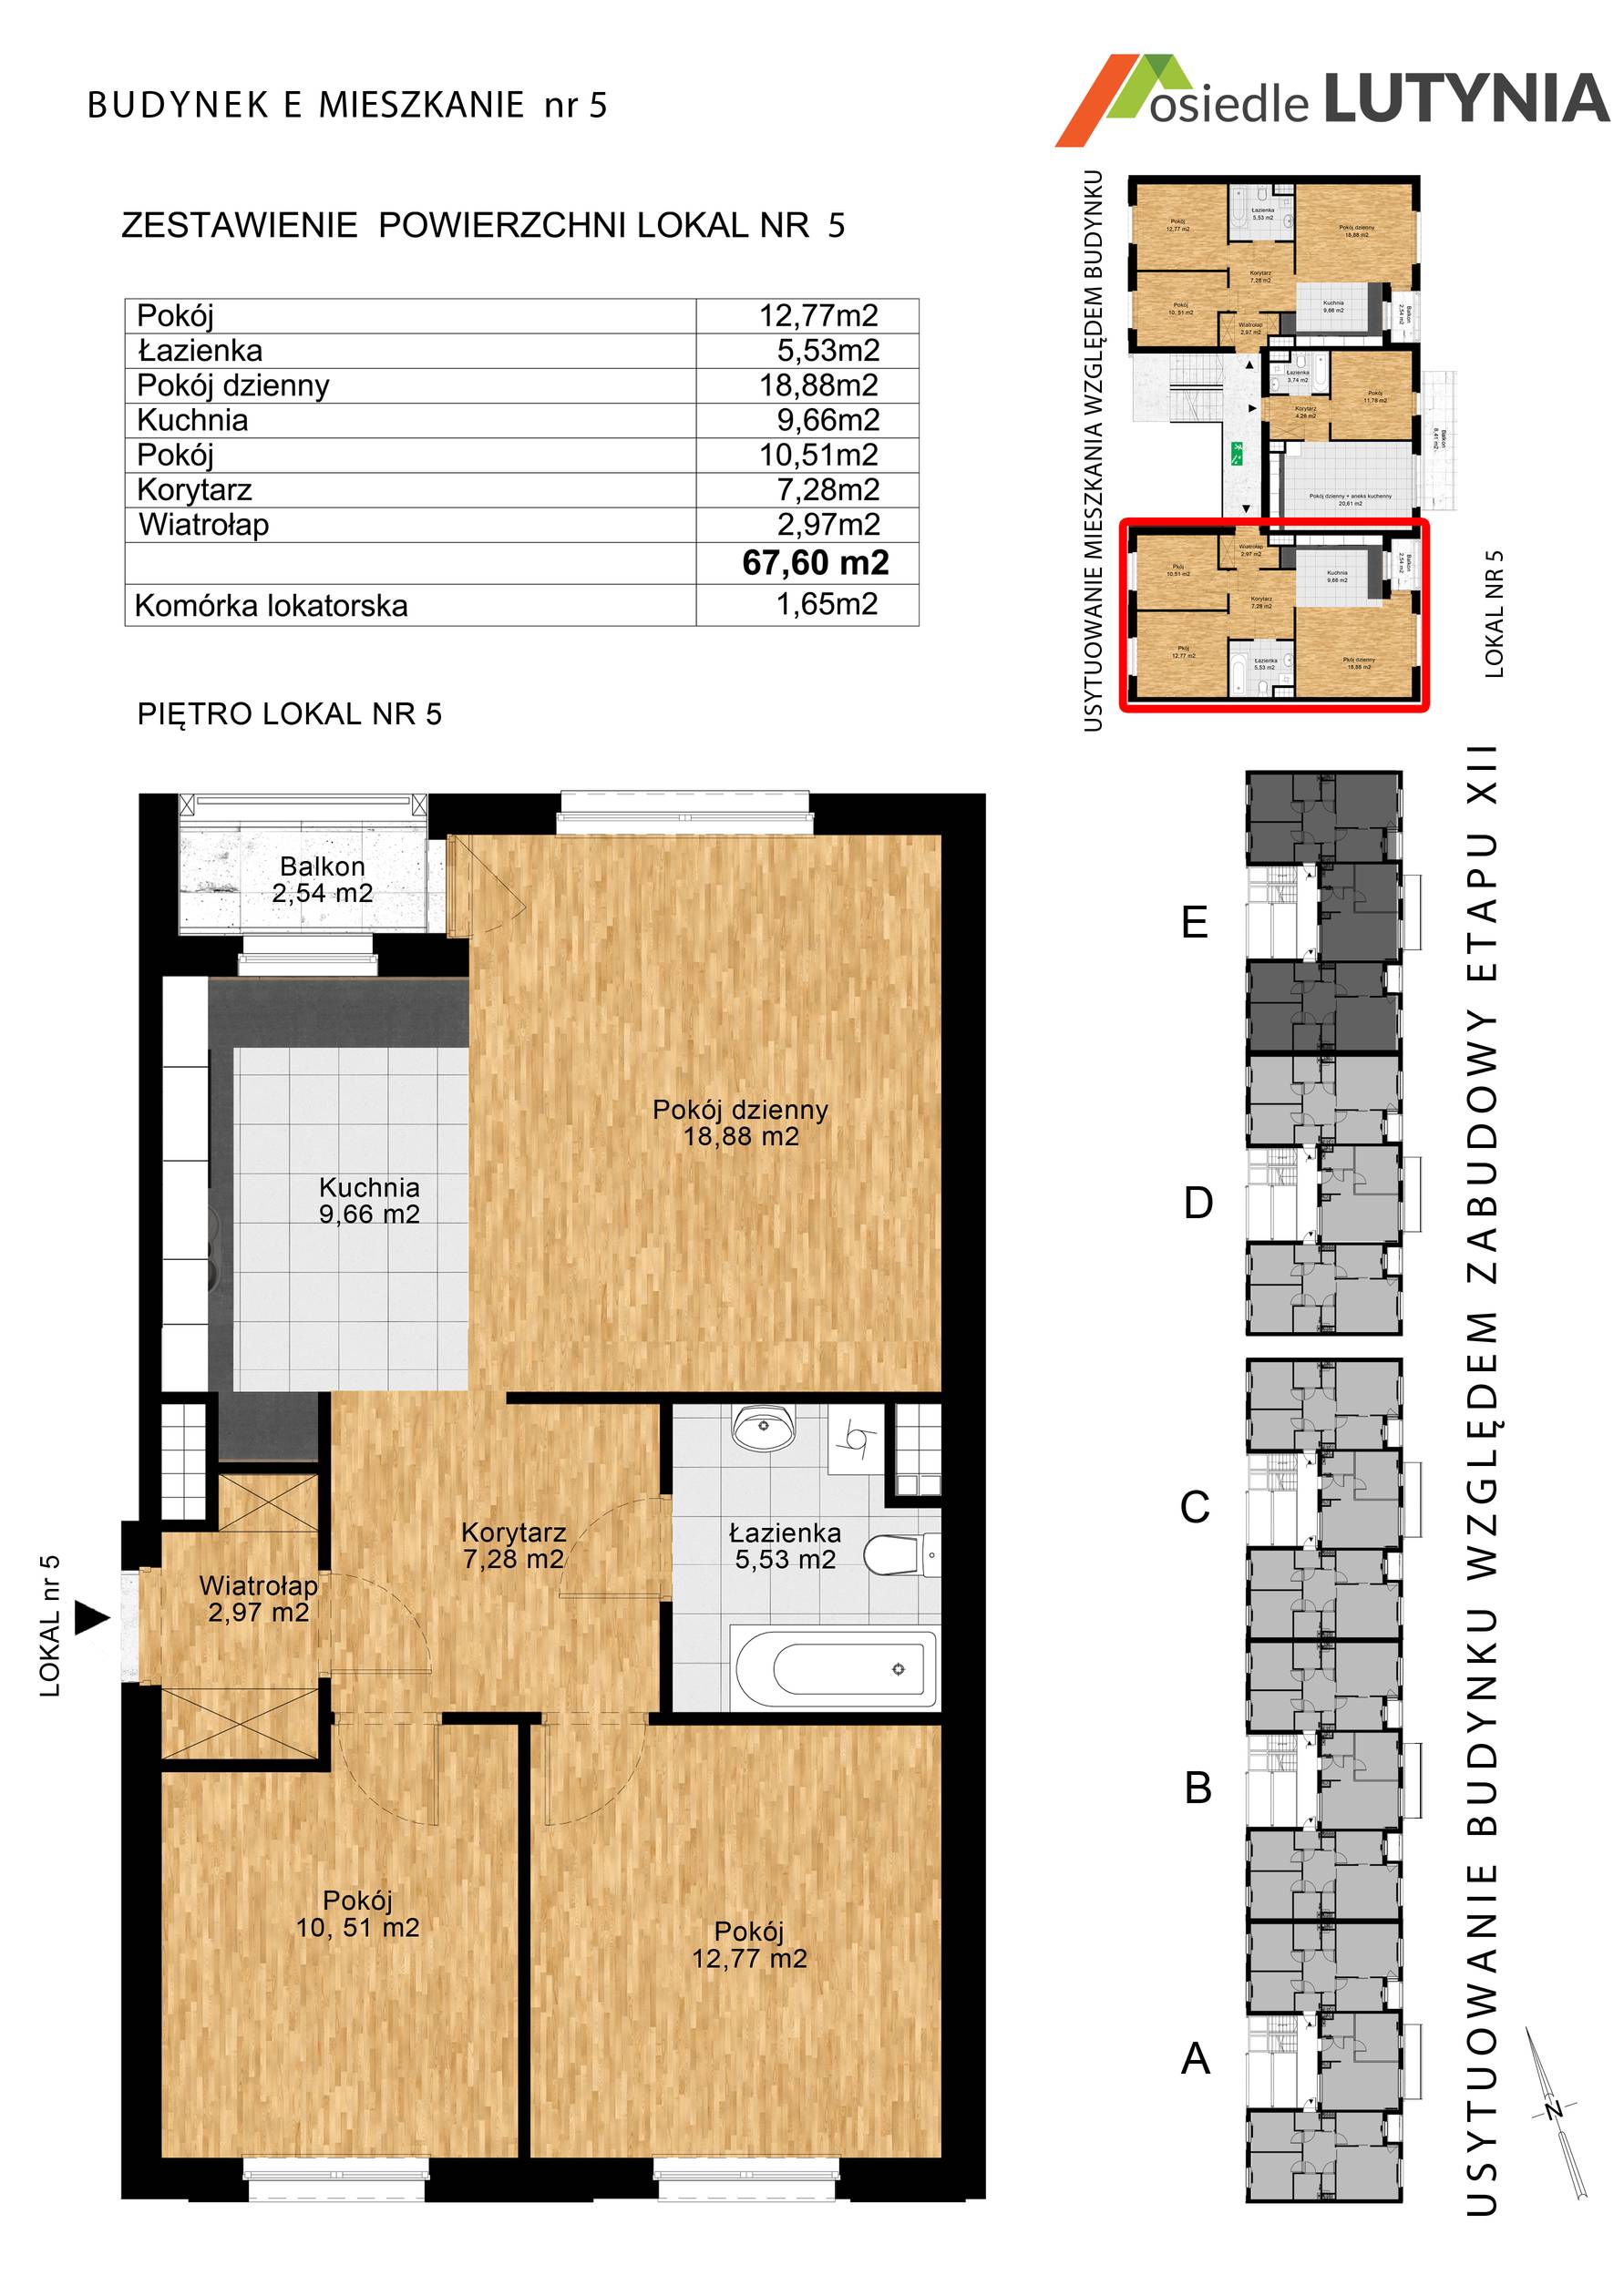 BUDYNEK E MIESZKANIE nr 5
osiedle LUTYNIA
ZESTAWIENIE POWIERZCHNI LOKAL NR 5
Pokój 12,77m2
Łazienka 5,53m2
Pokój dzienny 18,88m2
Kuchnia 9,66m2
Pokój 10,51m2
Korytarz 7,28m2
Wiatrołap 2,97m2
67,60 m2
Komórka lokatorska 1,65m2
USYTUOWANIE MIESZKANIA WZGLĘDEM BUDYNKU
Pokój
12,77 m2
Łazienka
5,53 m2
Pokój dzienny
18,88 m2
Korytarz
7,28 m2
Pokój
10, 51 m2
Kuchnia
9,66 m2
Balkon
2,54 m2
Wiatrołap
2,97 m2
Łazienka
3,74 m2
Pokój
11,79 m2
Korytarz
4,28 m2
Balkon
8,41 m2
Pokój dzienny + aneks kuchenny
20,61 m2
Wiatrołap
2,97 m2
Pkój
10,51 m2
Kuchnia
9,66 m2
Balkon
2,54 m2
Korytarz
7,28 m2
Pkój
12,77 m2
Łazienka
5,53 m2
Pkój dzienny
18,88 m2
LOKAL NR 5
PIĘTRO LOKAL NR 5
Balkon
2,54 m2
Pokój dzienny
18,88 m2
Kuchnia
9,66 m2
Korytarz
7,28 m2
Łazienka
5,53 m2
Wiatrołap
2,97 m2
LOKAL nr 5
Pokój
10, 51 m2
Pokój
12,77 m2
E
D
C
B
A
USYTUOWANIE BUDYNKU WZGLĘDEM ZABUDOWY ETAPU XII
N